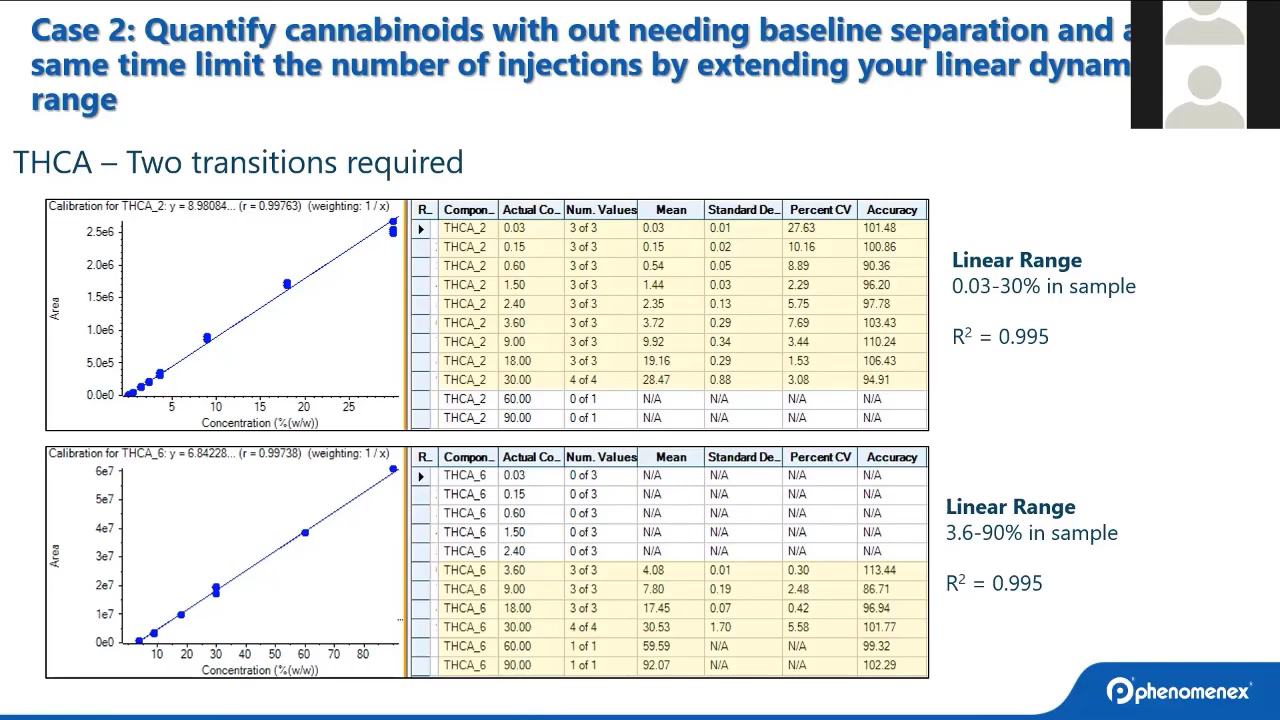 Case 2: Quantify cannabinoids with out needing baseline separation and a
same time limit the number of injections by extending your linear dynam
range
THCA – Two transitions required
Calibration for THCA_2: y = 8.98084... (r = 0.99763) (weighting: 1 / x)
Area
2.5e6
2.0e6
1.5e6
1.0e6
5.0e5
0.0e0
5 10 15 20 25
Concentration (%(w/w))
R... Compon... Actual Co... Num. Values Mean Standard De... Percent CV Accuracy
THCA_2 0.03 3 of 3 0.03 0.01 27.63 101.48
THCA_2 0.15 3 of 3 0.15 0.02 10.16 100.86
THCA_2 0.60 3 of 3 0.54 0.05 8.89 90.36
THCA_2 1.50 3 of 3 1.44 0.03 2.29 96.20
THCA_2 2.40 3 of 3 2.35 0.13 5.75 97.78
THCA_2 3.60 3 of 3 3.72 0.29 7.69 103.43
THCA_2 9.00 3 of 3 9.92 0.34 3.44 110.24
THCA_2 18.00 3 of 3 19.16 0.29 1.53 106.43
THCA_2 30.00 4 of 4 28.47 0.88 3.08 94.91
THCA_2 60.00 0 of 1 N/A N/A N/A N/A
THCA_2 90.00 0 of 1 N/A N/A N/A N/A
Linear Range
0.03-30% in sample
R² = 0.995
Calibration for THCA_6: y = 6.84228... (r = 0.99738) (weighting: 1 / x)
Area
6e7
5e7
4e7
3e7
2e7
1e7
0e0
10 20 30 40 50 60 70 80
Concentration (%(w/w))
R... Compon... Actual Co... Num. Values Mean Standard De... Percent CV Accuracy
THCA_6 0.03 0 of 3 N/A N/A N/A N/A
THCA_6 0.15 0 of 3 N/A N/A N/A N/A
THCA_6 0.60 0 of 3 N/A N/A N/A N/A
THCA_6 1.50 0 of 3 N/A N/A N/A N/A
THCA_6 2.40 0 of 3 N/A N/A N/A N/A
THCA_6 3.60 3 of 3 4.08 0.01 0.30 113.44
THCA_6 9.00 3 of 3 7.80 0.19 2.48 86.71
THCA_6 18.00 3 of 3 17.45 0.07 0.42 96.94
THCA_6 30.00 4 of 4 30.53 1.70 5.58 101.77
THCA_6 60.00 1 of 1 59.59 N/A N/A 99.32
THCA_6 90.00 1 of 1 92.07 N/A N/A 102.29
Linear Range
3.6-90% in sample
R² = 0.995
phenomenex